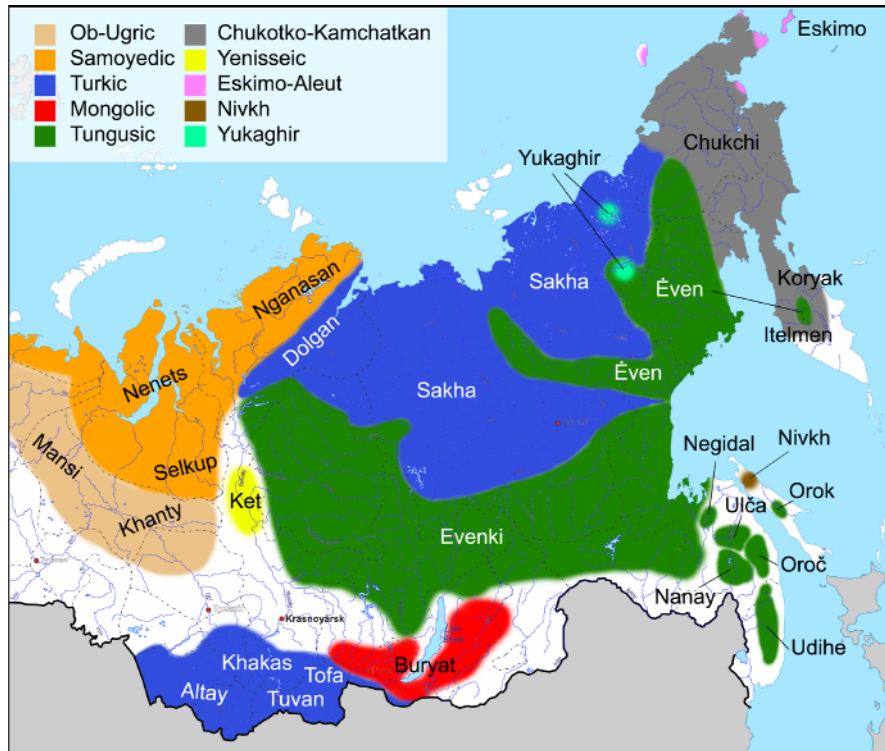 Ob-Ugric
Samoyedic
Turkic
Mongolic
Tungusic
Chukotko-Kamchatkan
Yenisseic
Eskimo-Aleut
Nivkh
Yukaghir
Eskimo
Chukchi
Yukaghir
Nganasan
Sakha
Ėven
Koryak
Dolgan
Itelmen
Nenets
Ėven
Sakha
Mansi
Selkup
Negidal
Nivkh
Ket
Khanty
Orok
Ulča
Evenki
Oroč
Nanay
Krasnoyarsk
Udihe
Khakas
Buryat
Tofa
Altay
Tuvan